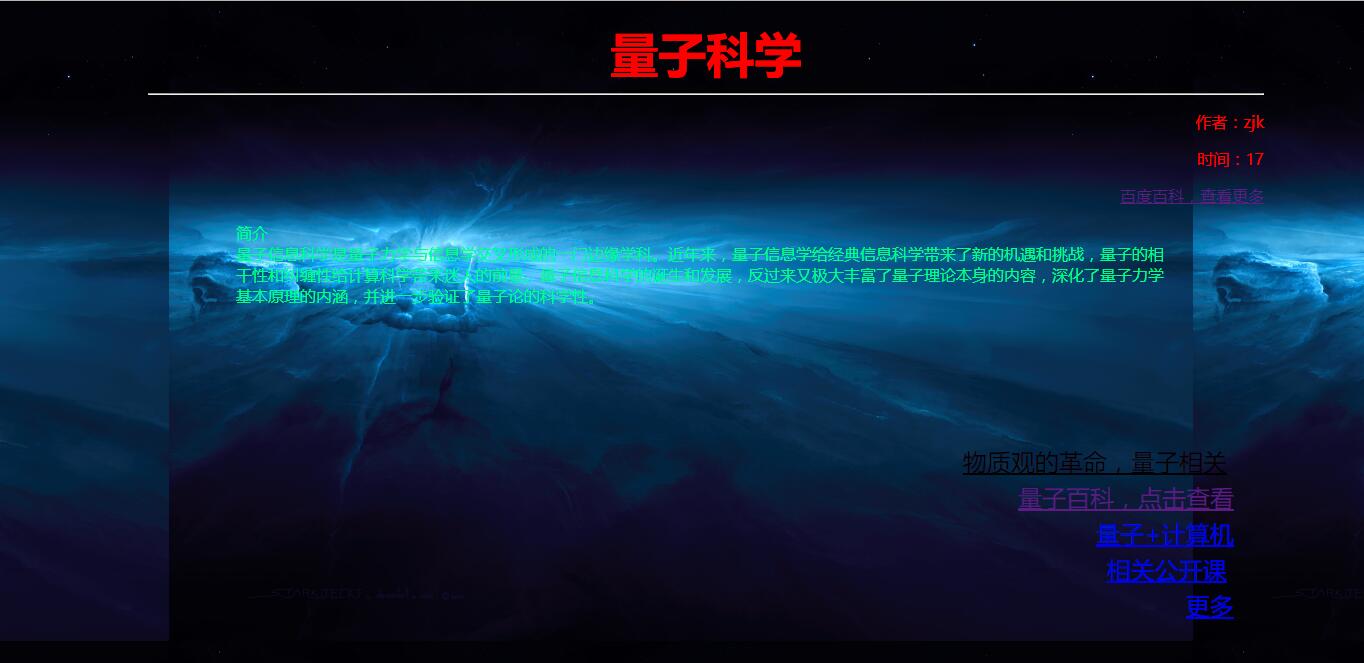 量子科学
作者：zjk
时间：17
百度百科，查看更多
简介
量子信息科学是量子力学与信息学交叉形成的一门边缘学科。近年来，量子信息学给经典信息科学带来了新的机遇和挑战，量子的相
干性和纠缠性给计算科学带来迷人的前景。量子信息科学的诞生和发展，反过来又极大丰富了量子理论本身的内容，深化了量子力学
基本原理的内涵，并进一步验证了量子论的科学性。
物质观的革命，量子相关
量子百科，点击查看
量子+计算机
相关公开课
更多